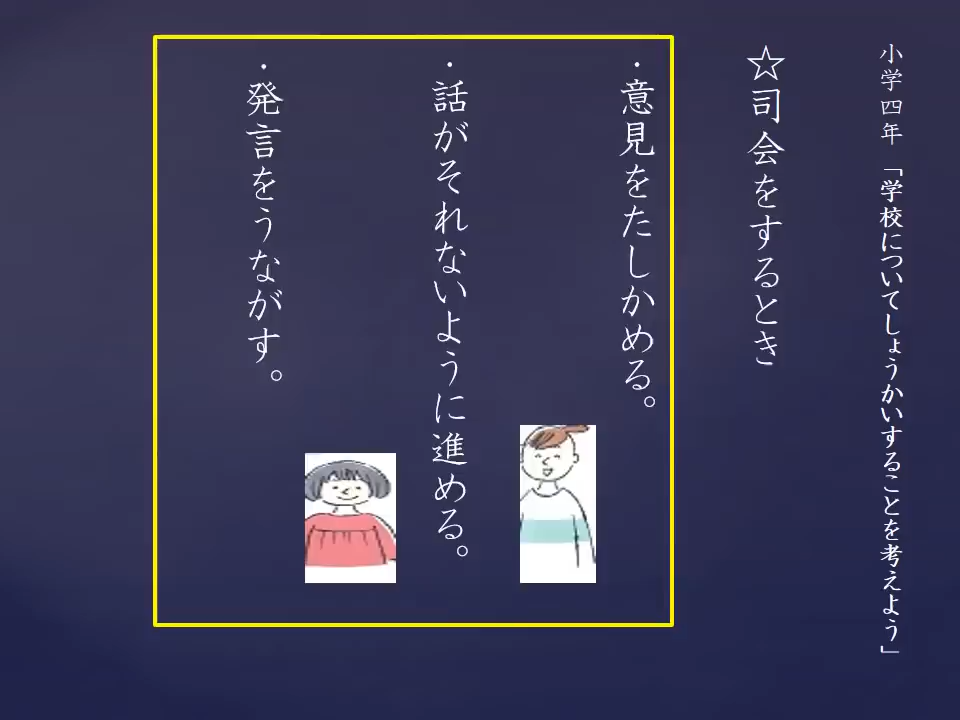 小学四年 「学校についてしょうかいすることを考えよう」
☆司会をするとき
・意見をたしかめる。
・話がそれないように進める。
・発言をうながす。